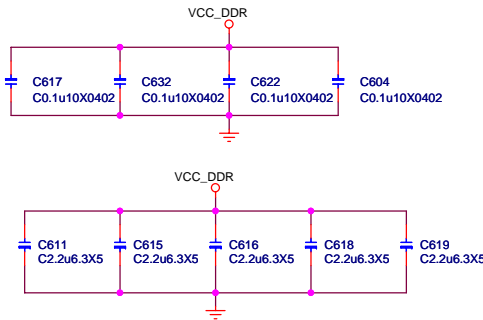 VCC_DDR
C617 C632 C622 C604
C0.1u10X0402 C0.1u10X0402 C0.1u10X0402 C0.1u10X0402
VCC_DDR
C611 C615 C616 C618 C619
C2.2u6.3X5 C2.2u6.3X5 C2.2u6.3X5 C2.2u6.3X5 C2.2u6.3X5